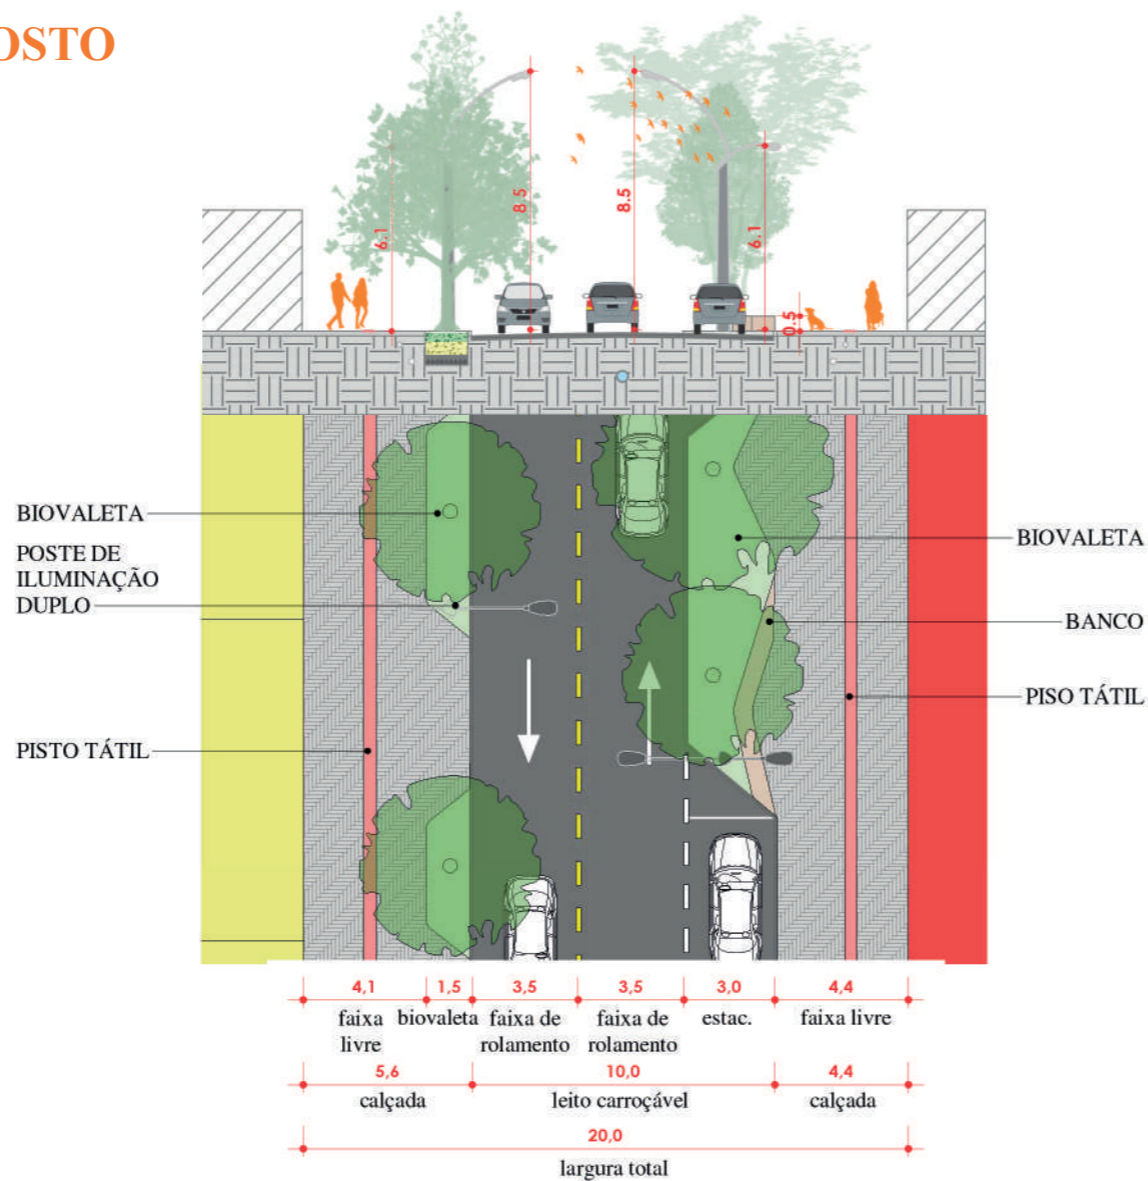 OSTO
8.5
8.5
6.1
6.1
0.5
BIOVALETA
POSTE DE
ILUMINAÇÃO
DUPLO
PISTO TÁTIL
BIOVALETA
BANCO
PISO TÁTIL
4,1 1,5 3,5 3,5 3,0 4,4
faixa livre biovaleta faixa de rolamento faixa de rolamento estac. faixa livre
5,6 10,0 4,4
calçada leito carroçável calçada
20,0
largura total